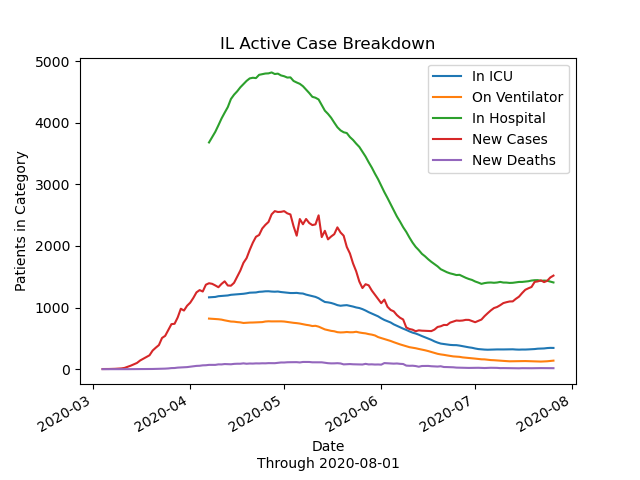 IL Active Case Breakdown
5000
4000
3000
2000
1000
0
Patients in Category
In ICU
On Ventilator
In Hospital
New Cases
New Deaths
2020-03
2020-04
2020-05
2020-06
2020-07
2020-08
Date
Through 2020-08-01